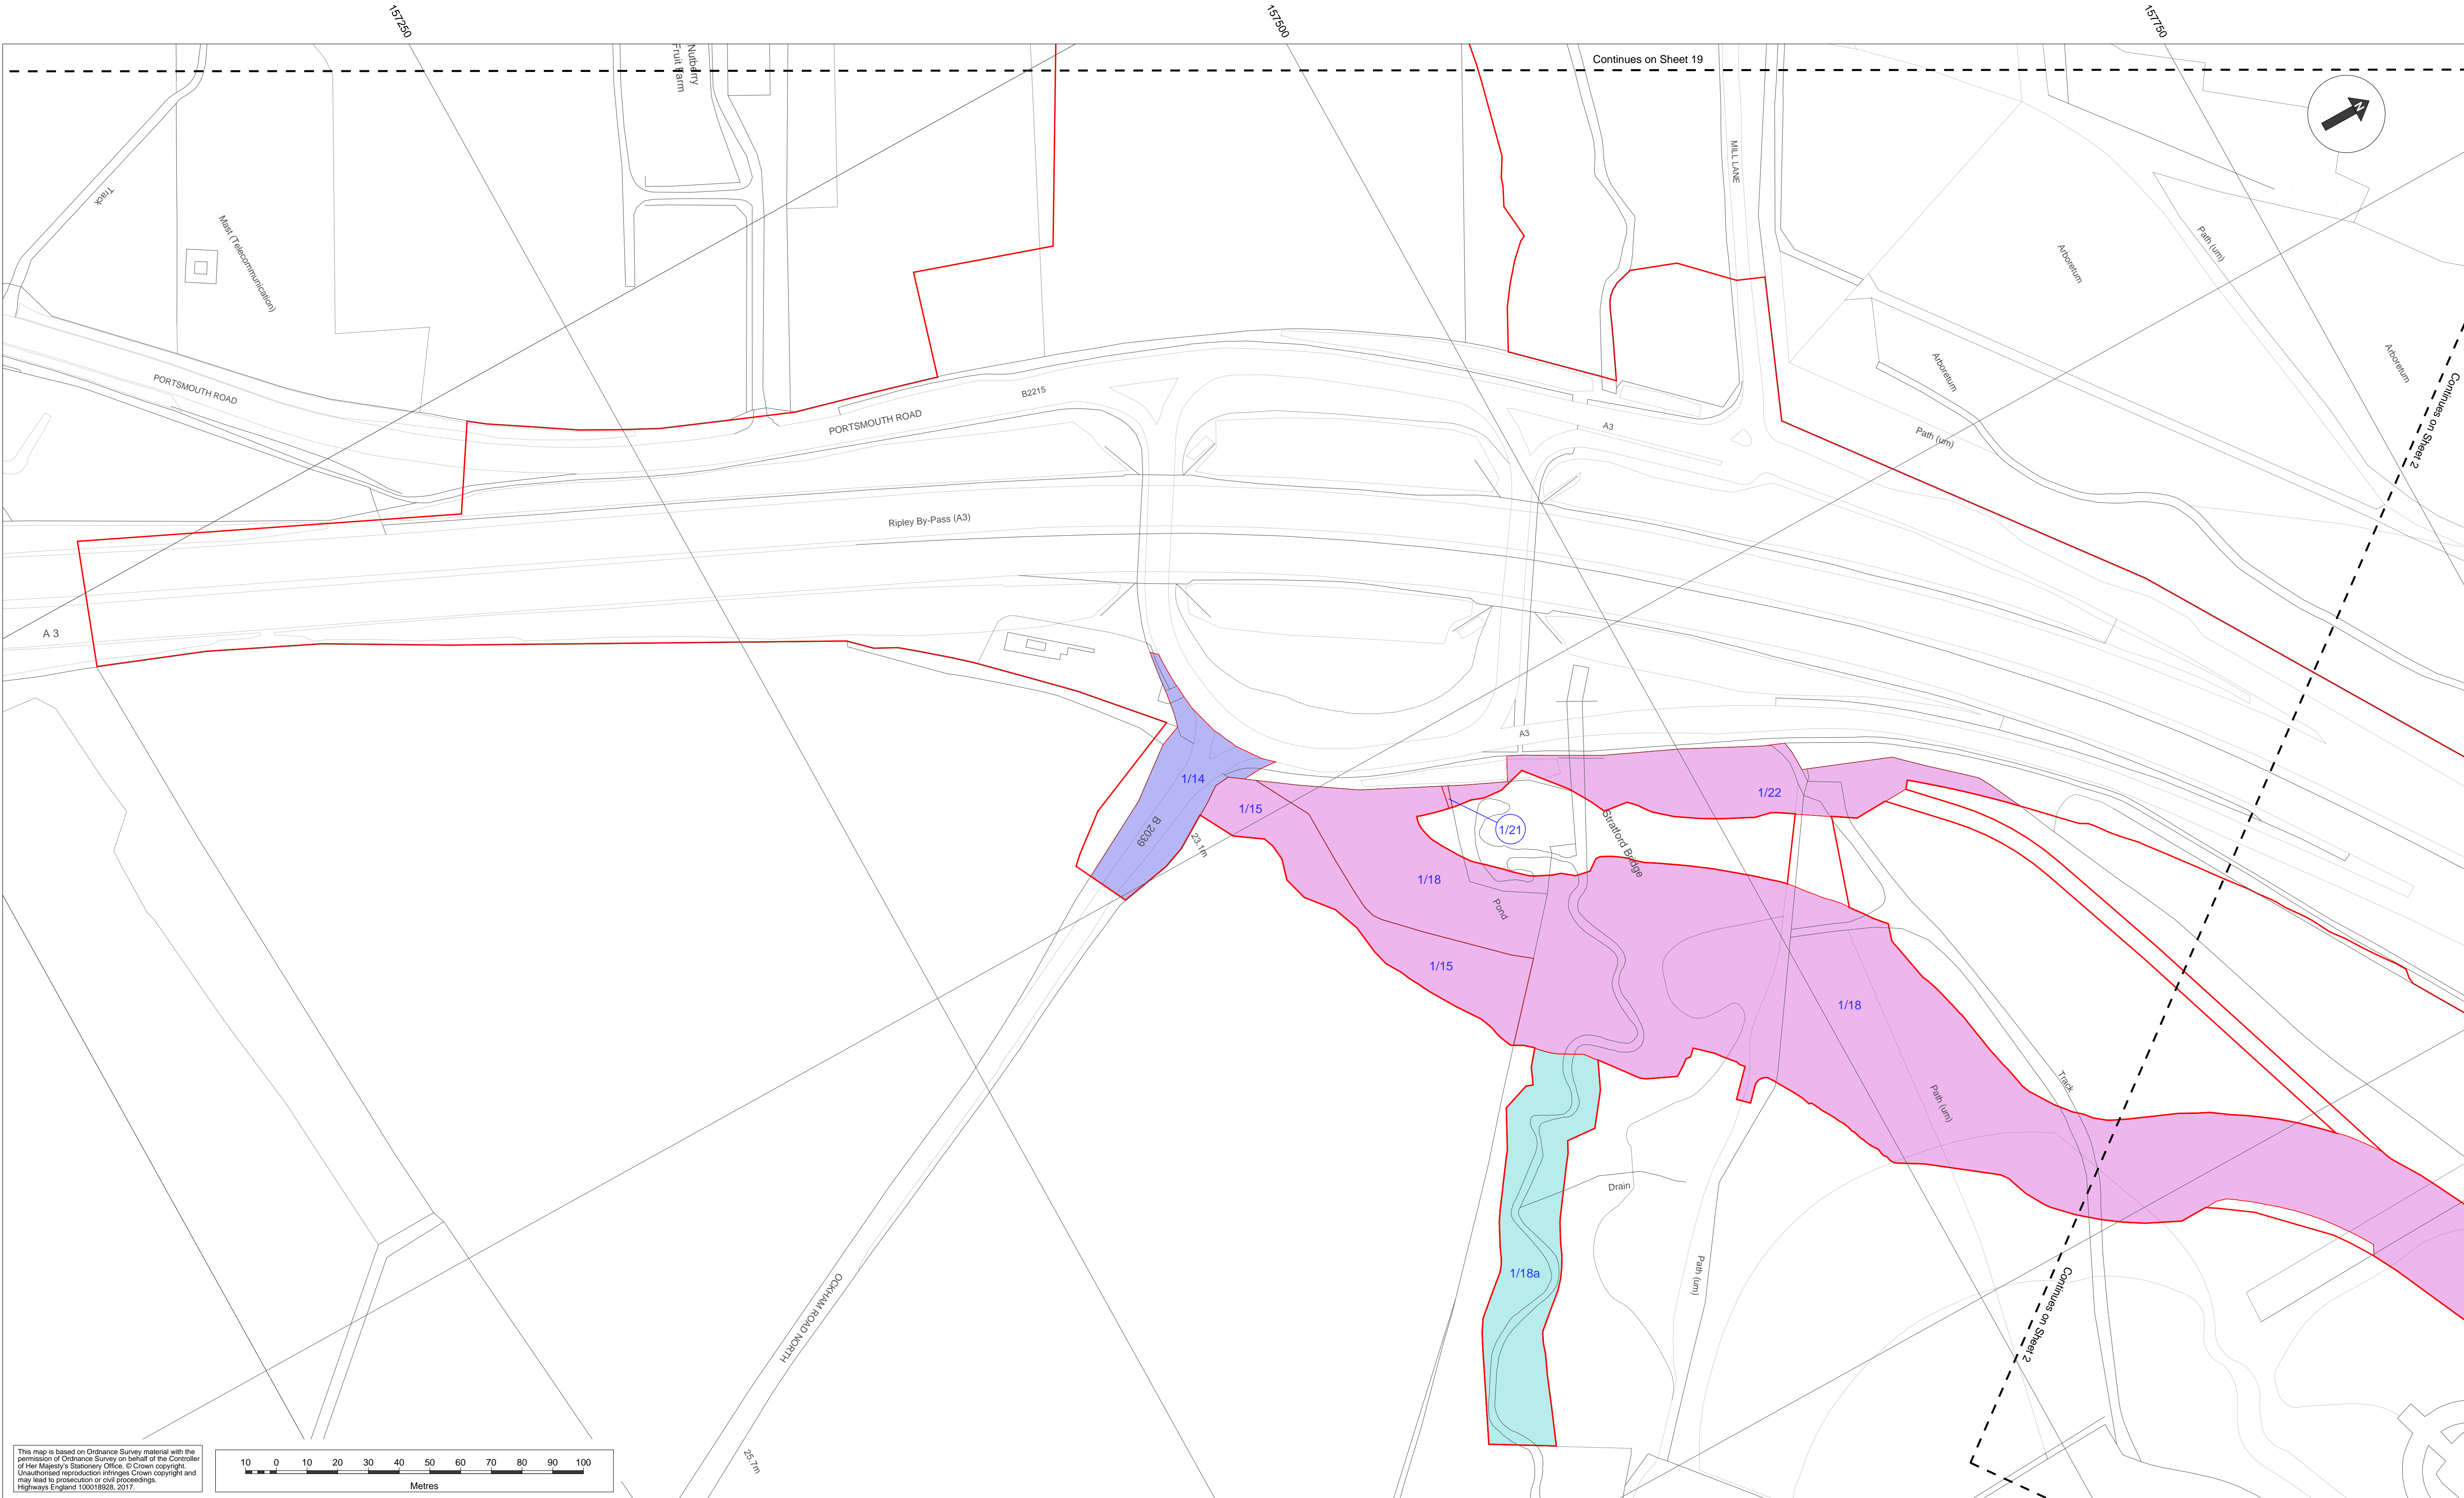 157250
157500
157750
Continues on Sheet 19
N
Nutberry
Fruit Farm
MILL LANE
Track
Mast (Telecommunication)
Path (um)
Arboretum
Arboretum
Arboretum
Continues on Sheet 2
PORTSMOUTH ROAD
B2215
PORTSMOUTH ROAD
A3
Path (um)
Ripley By-Pass (A3)
A 3
A3
1/14
1/15
1/22
B 2039
23.1m
1/21
Stratford Bridge
1/18
Pond
1/15
1/18
Track
Path (um)
Drain
Path (um)
1/18a
OCKHAM ROAD NORTH
Continues on Sheet 2
25.7m
This map is based on Ordnance Survey material with the
permission of Ordnance Survey on behalf of the Controller
of Her Majesty's Stationery Office. © Crown copyright.
Unauthorised reproduction infringes Crown copyright and
may lead to prosecution or civil proceedings.
Highways England 100018928, 2017.
10 0 10 20 30 40 50 60 70 80 90 100
Metres